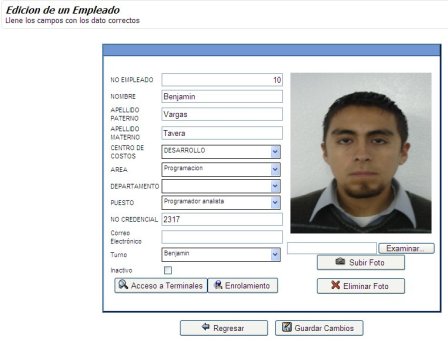 Edicion de un Empleado
Llene los campos con los dato correctos
NO EMPLEADO 10
NOMBRE Benjamin
APELLIDO PATERNO Vargas
APELLIDO MATERNO Tavera
CENTRO DE COSTOS DESARROLLO
AREA Programacion
DEPARTAMENTO
PUESTO Programador analista
NO CREDENCIAL 2317
Correo Electrónico
Turno Benjamin
Inactivo
Examinar...
Subir Foto
Acceso a Terminales Enrolamiento
Eliminar Foto
Regresar Guardar Cambios